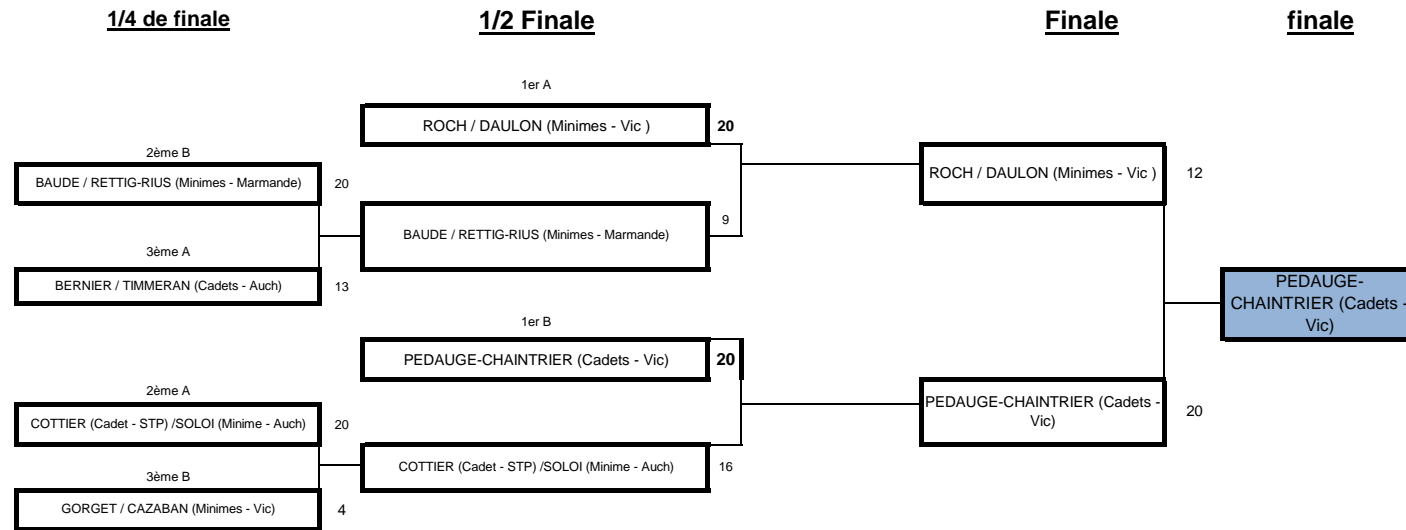 1/4 de finale
1/2 Finale
Finale
finale
1er A
ROCH / DAULON (Minimes - Vic )
20
2ème B
BAUDE / RETTIG-RIUS (Minimes - Marmande)
20
ROCH / DAULON (Minimes - Vic )
12
BAUDE / RETTIG-RIUS (Minimes - Marmande)
9
3ème A
BERNIER / TIMMERAN (Cadets - Auch)
13
PEDAUGE-
CHAINTRIER (Cadets -
Vic)
1er B
PEDAUGE-CHAINTRIER (Cadets - Vic)
20
2ème A
COTTIER (Cadet - STP) /SOLOI (Minime - Auch)
20
PEDAUGE-CHAINTRIER (Cadets -
Vic)
20
COTTIER (Cadet - STP) /SOLOI (Minime - Auch)
16
3ème B
GORGET / CAZABAN (Minimes - Vic)
4